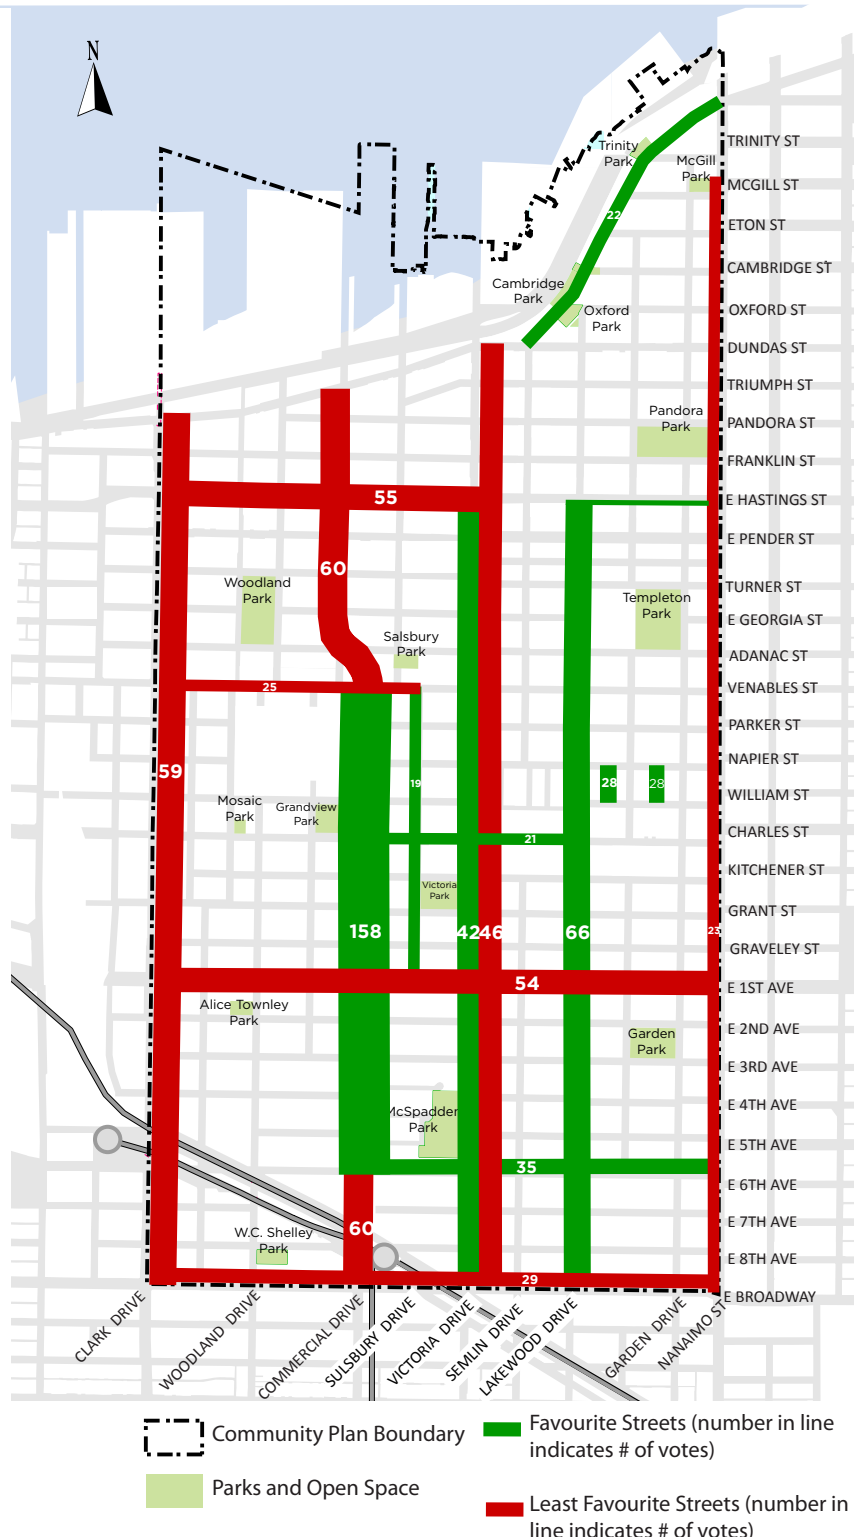 N
Trinity
Park
TRINITY ST
McGill
Park
MCGILL ST
22
ETON ST
CAMBRIDGE ST
Cambridge
Park
Oxford
Park
OXFORD ST
DUNDAS ST
TRIUMPH ST
Pandora
Park
PANDORA ST
FRANKLIN ST
55
E HASTINGS ST
E PENDER ST
60
Woodland
Park
TURNER ST
Templeton
Park
E GEORGIA ST
Salsbury
Park
ADANAC ST
25
VENABLES ST
PARKER ST
NAPIER ST
59
19
28
28
WILLIAM ST
Mosaic
Park
Grandview
Park
CHARLES ST
21
KITCHENER ST
Victoria
Park
GRANT ST
158
42
46
66
23
GRAVELEY ST
54
E 1ST AVE
Alice Townley
Park
E 2ND AVE
Garden
Park
E 3RD AVE
E 4TH AVE
McSpadden
Park
E 5TH AVE
35
E 6TH AVE
E 7TH AVE
60
W.C. Shelley
Park
E 8TH AVE
29
E BROADWAY
CLARK DRIVE
WOODLAND DRIVE
COMMERCIAL DRIVE
SULSBURY DRIVE
VICTORIA DRIVE
SEMLIN DRIVE
LAKEWOOD DRIVE
GARDEN DRIVE
NANAIMO ST
Community Plan Boundary
Parks and Open Space
Favourite Streets (number in line
indicates # of votes)
Least Favourite Streets (number in
line indicates # of votes)